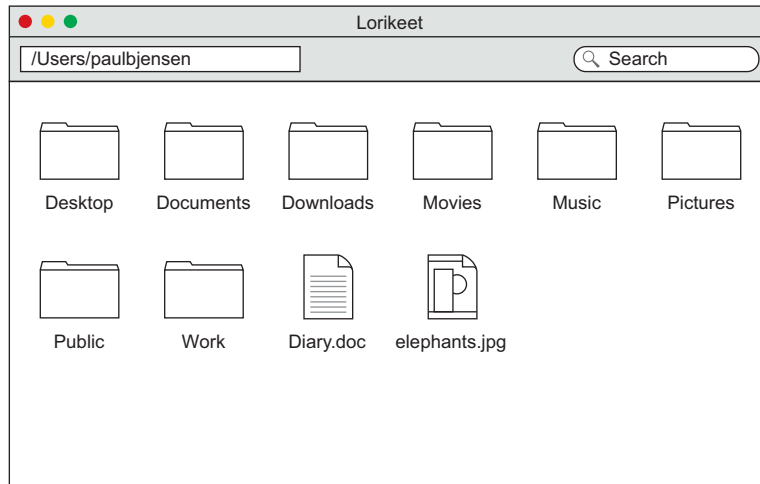 Lorikeet
/Users/paulbjensen Search
Desktop Documents Downloads Movies Music Pictures
Public Work Diary.doc elephants.jpg